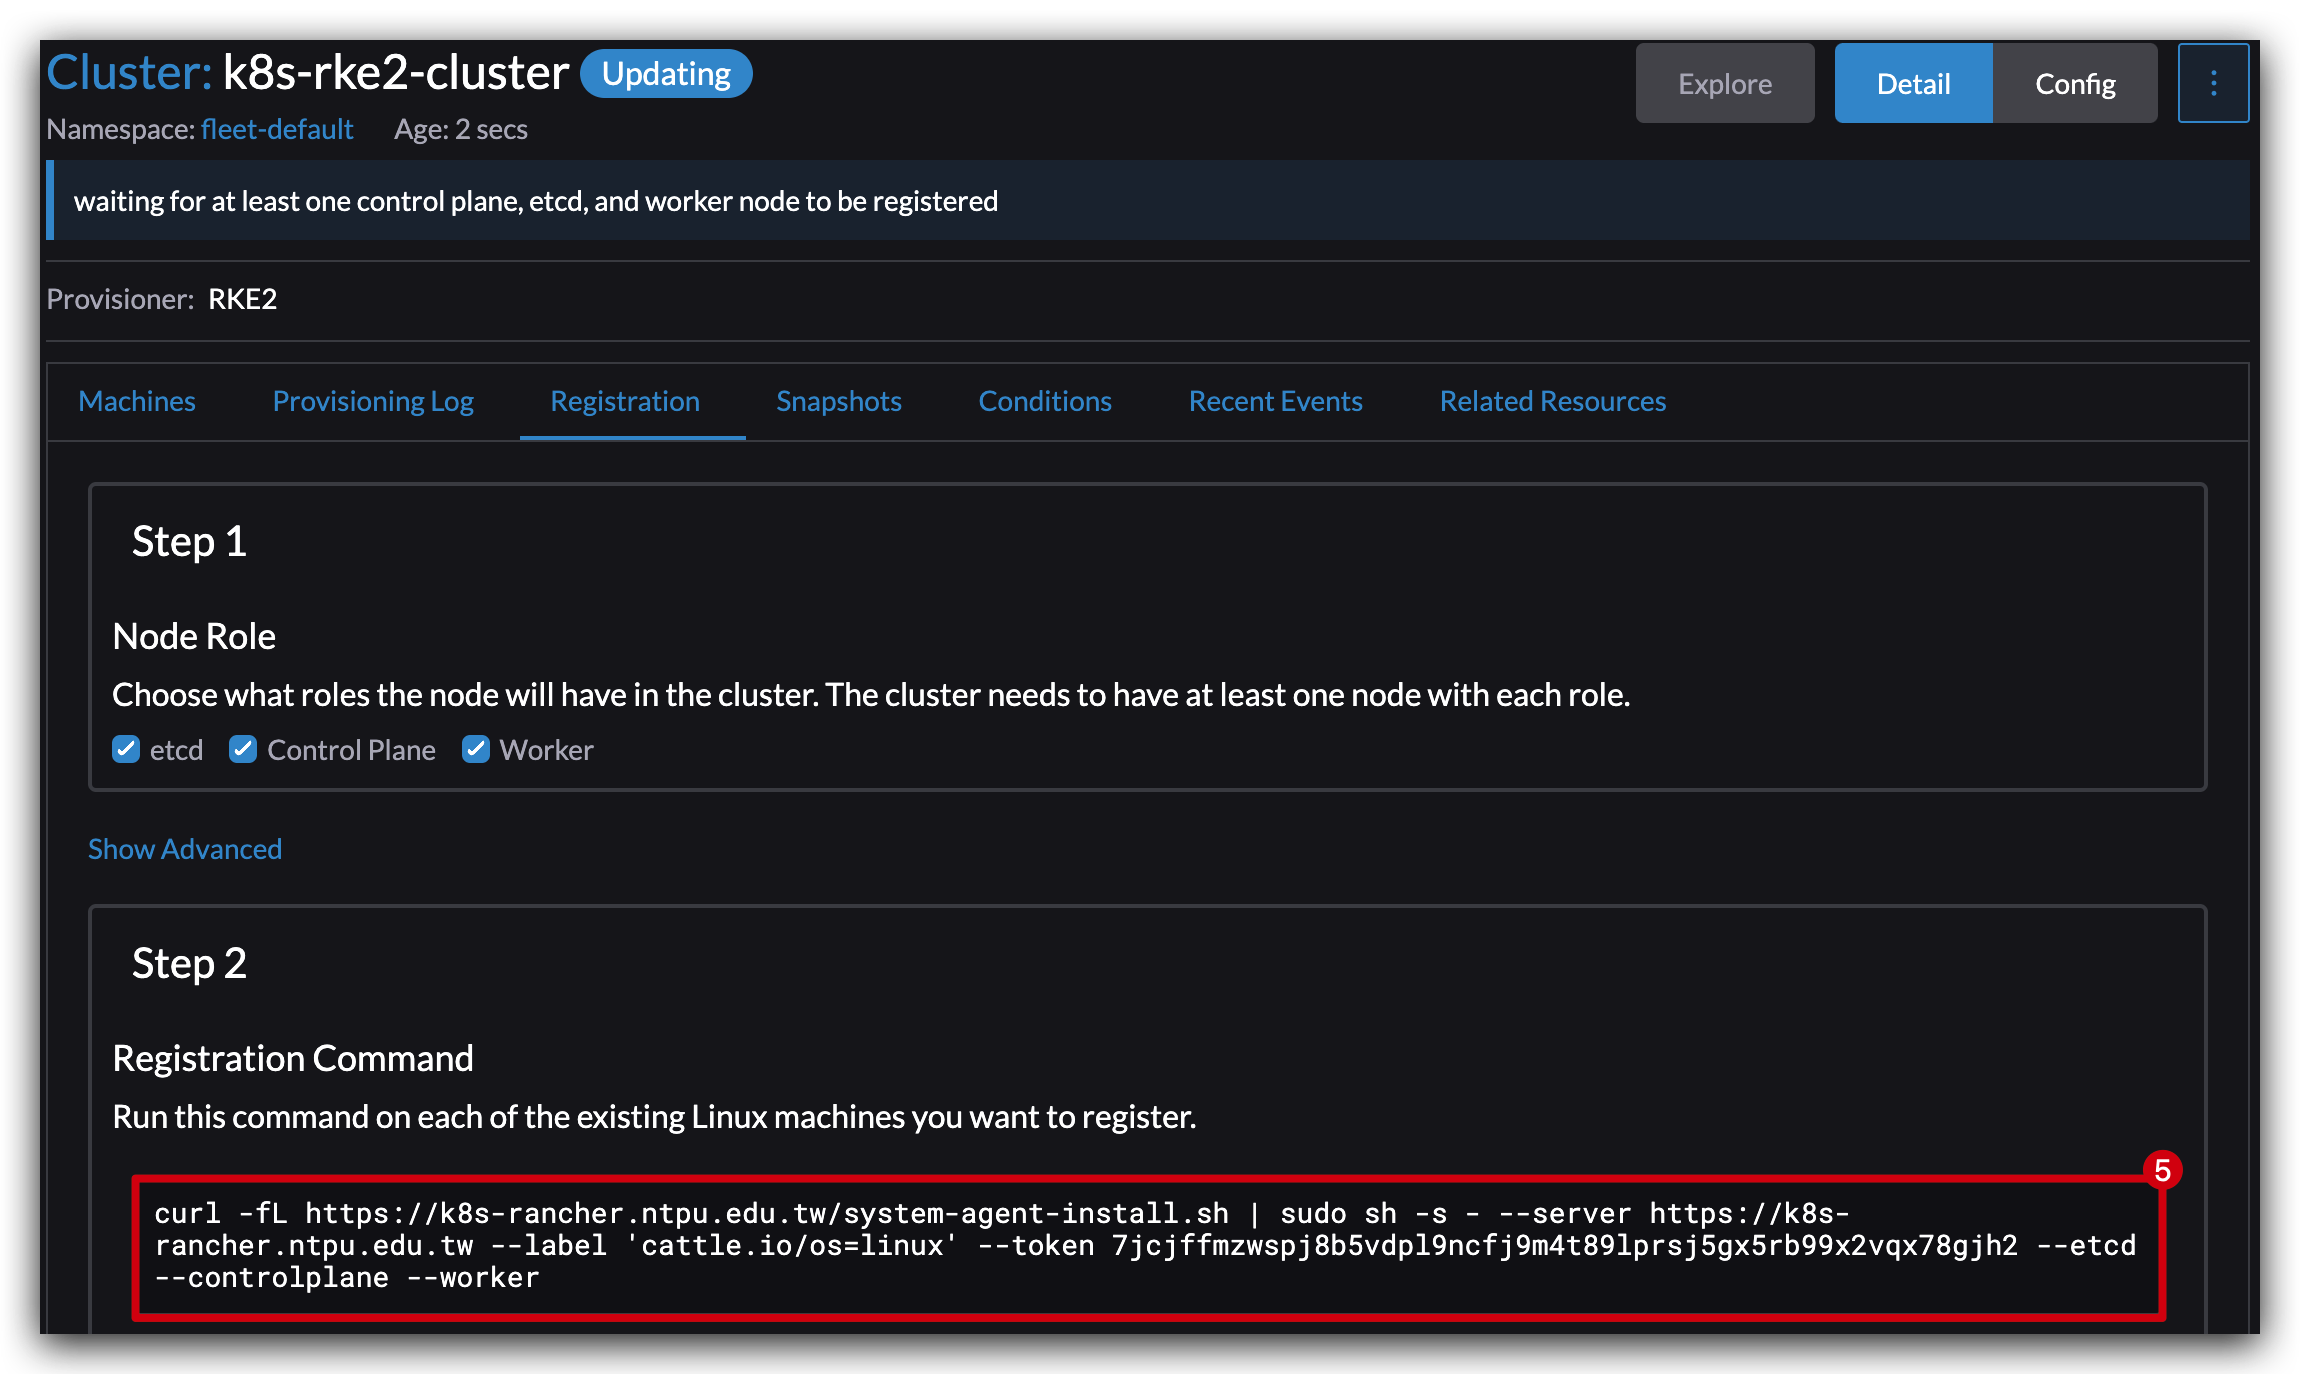 Cluster: k8s-rke2-cluster Updating
Explore Detail Config
Namespace: fleet-default Age: 2 secs
waiting for at least one control plane, etcd, and worker node to be registered
Provisioner: RKE2
Machines Provisioning Log Registration Snapshots Conditions Recent Events Related Resources
Step 1
Node Role
Choose what roles the node will have in the cluster. The cluster needs to have at least one node with each role.
etcd Control Plane Worker
Show Advanced
Step 2
Registration Command
Run this command on each of the existing Linux machines you want to register.
5
curl -fL https://k8s-rancher.ntpu.edu.tw/system-agent-install.sh | sudo sh -s - --server https://k8s-
rancher.ntpu.edu.tw --label 'cattle.io/os=linux' --token 7jcjffmzwspj8b5vdpl9ncfj9m4t89lprsj5gx5rb99x2vqx78gjh2 --etcd
--controlplane --worker